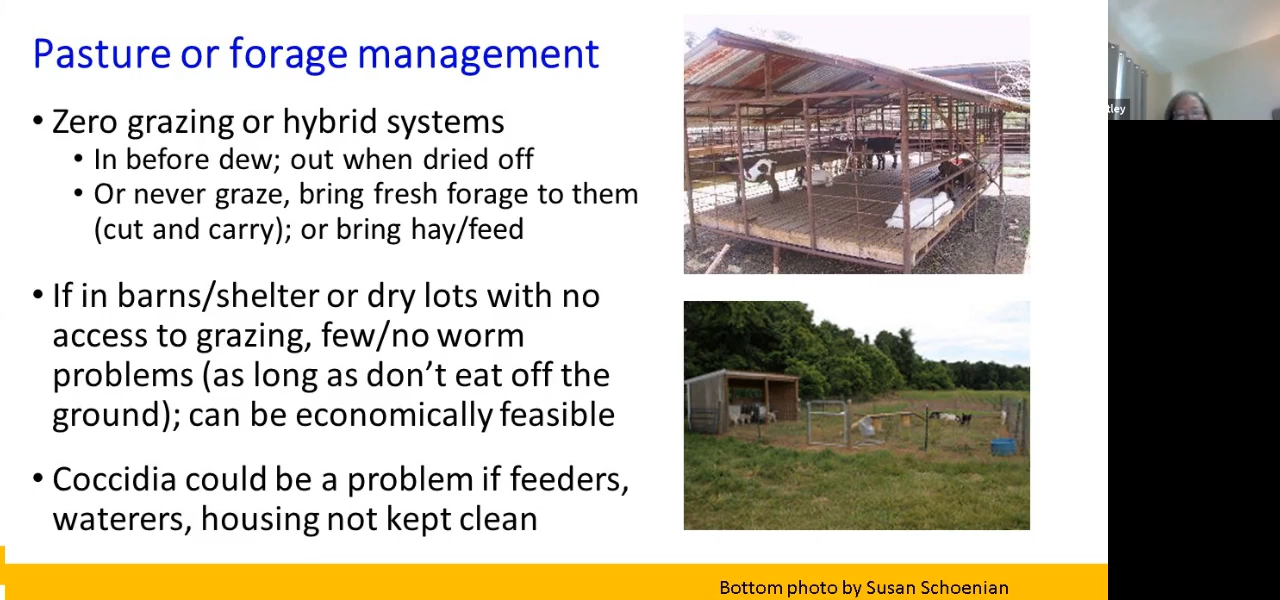 Pasture or forage management
• Zero grazing or hybrid systems
• In before dew; out when dried off
• Or never graze, bring fresh forage to them
(cut and carry); or bring hay/feed
• If in barns/shelter or dry lots with no
access to grazing, few/no worm
problems (as long as don't eat off the
ground); can be economically feasible
• Coccidia could be a problem if feeders,
waterers, housing not kept clean
Bottom photo by Susan Schoenian
tley